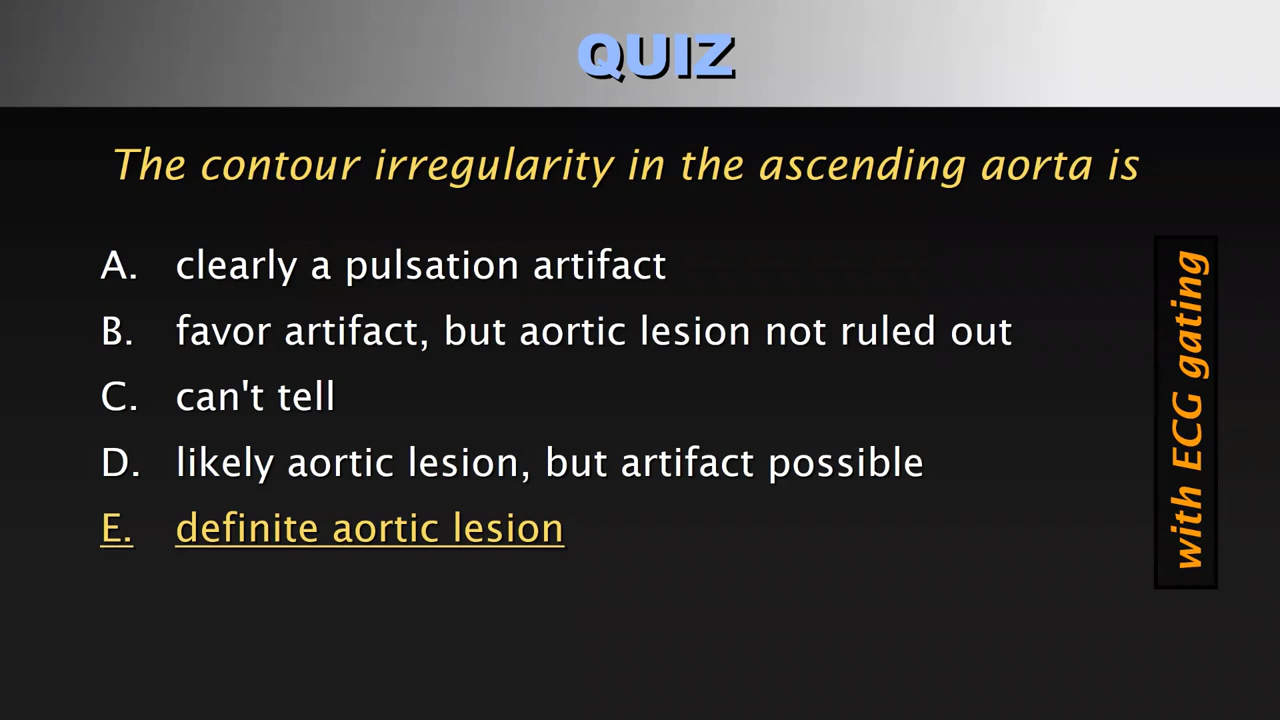 QUIZ
The contour irregularity in the ascending aorta is
A. clearly a pulsation artifact
B. favor artifact, but aortic lesion not ruled out
C. can't tell
D. likely aortic lesion, but artifact possible
E. definite aortic lesion
with ECG gating